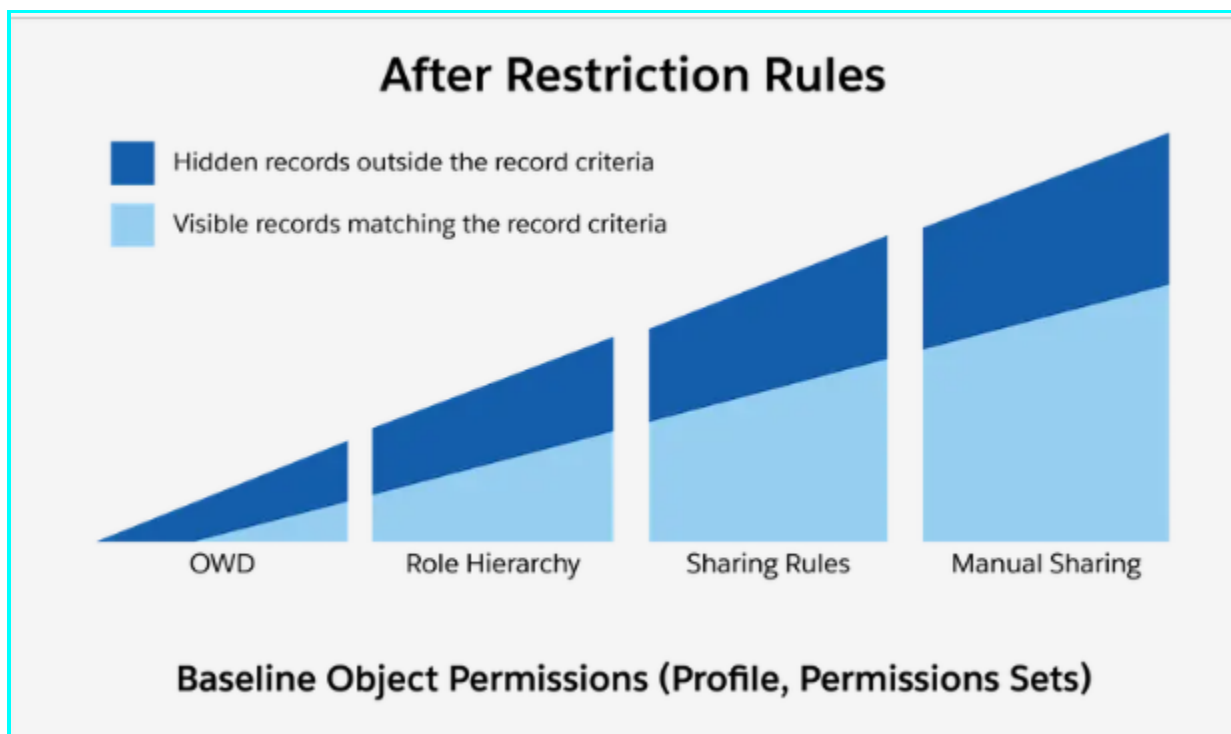 After Restriction Rules
Hidden records outside the record criteria
Visible records matching the record criteria
OWD
Role Hierarchy
Sharing Rules
Manual Sharing
Baseline Object Permissions (Profile, Permissions Sets)